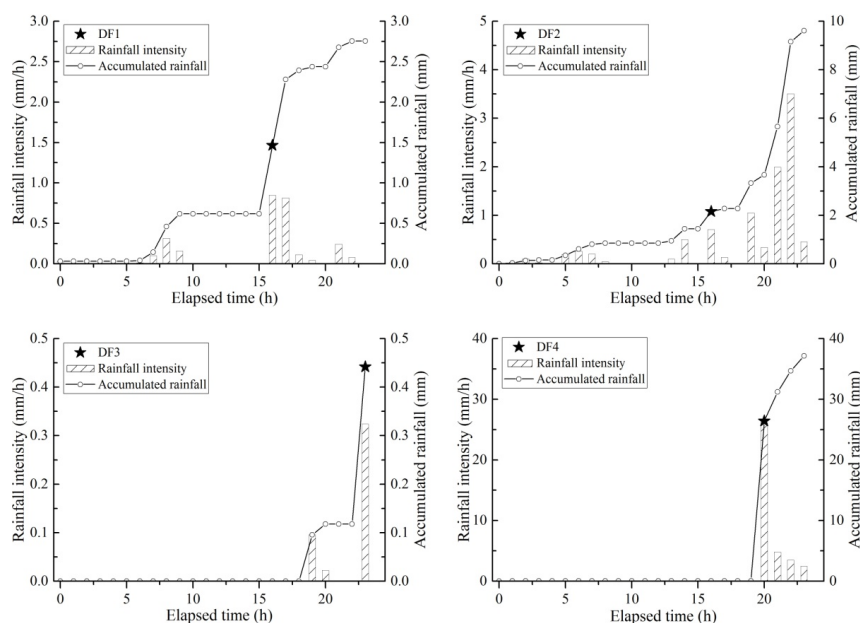 DF1
Rainfall intensity
Accumulated rainfall
3.0
2.5
2.0
1.5
1.0
0.5
0.0
Rainfall intensity (mm/h)
3.0
2.5
2.0
1.5
1.0
0.5
0.0
Accumulated rainfall (mm)
0 5 10 15 20
Elapsed time (h)
DF2
Rainfall intensity
Accumulated rainfall
5
4
3
2
1
0
Rainfall intensity (mm/h)
10
8
6
4
2
0
Accumulated rainfall (mm)
0 5 10 15 20
Elapsed time (h)
DF3
Rainfall intensity
Accumulated rainfall
0.5
0.4
0.3
0.2
0.1
0.0
Rainfall intensity (mm/h)
0.5
0.4
0.3
0.2
0.1
0.0
Accumulated rainfall (mm)
0 5 10 15 20
Elapsed time (h)
DF4
Rainfall intensity
Accumulated rainfall
40
30
20
10
0
Rainfall intensity (mm/h)
40
30
20
10
0
Accumulated rainfall (mm)
0 5 10 15 20
Elapsed time (h)